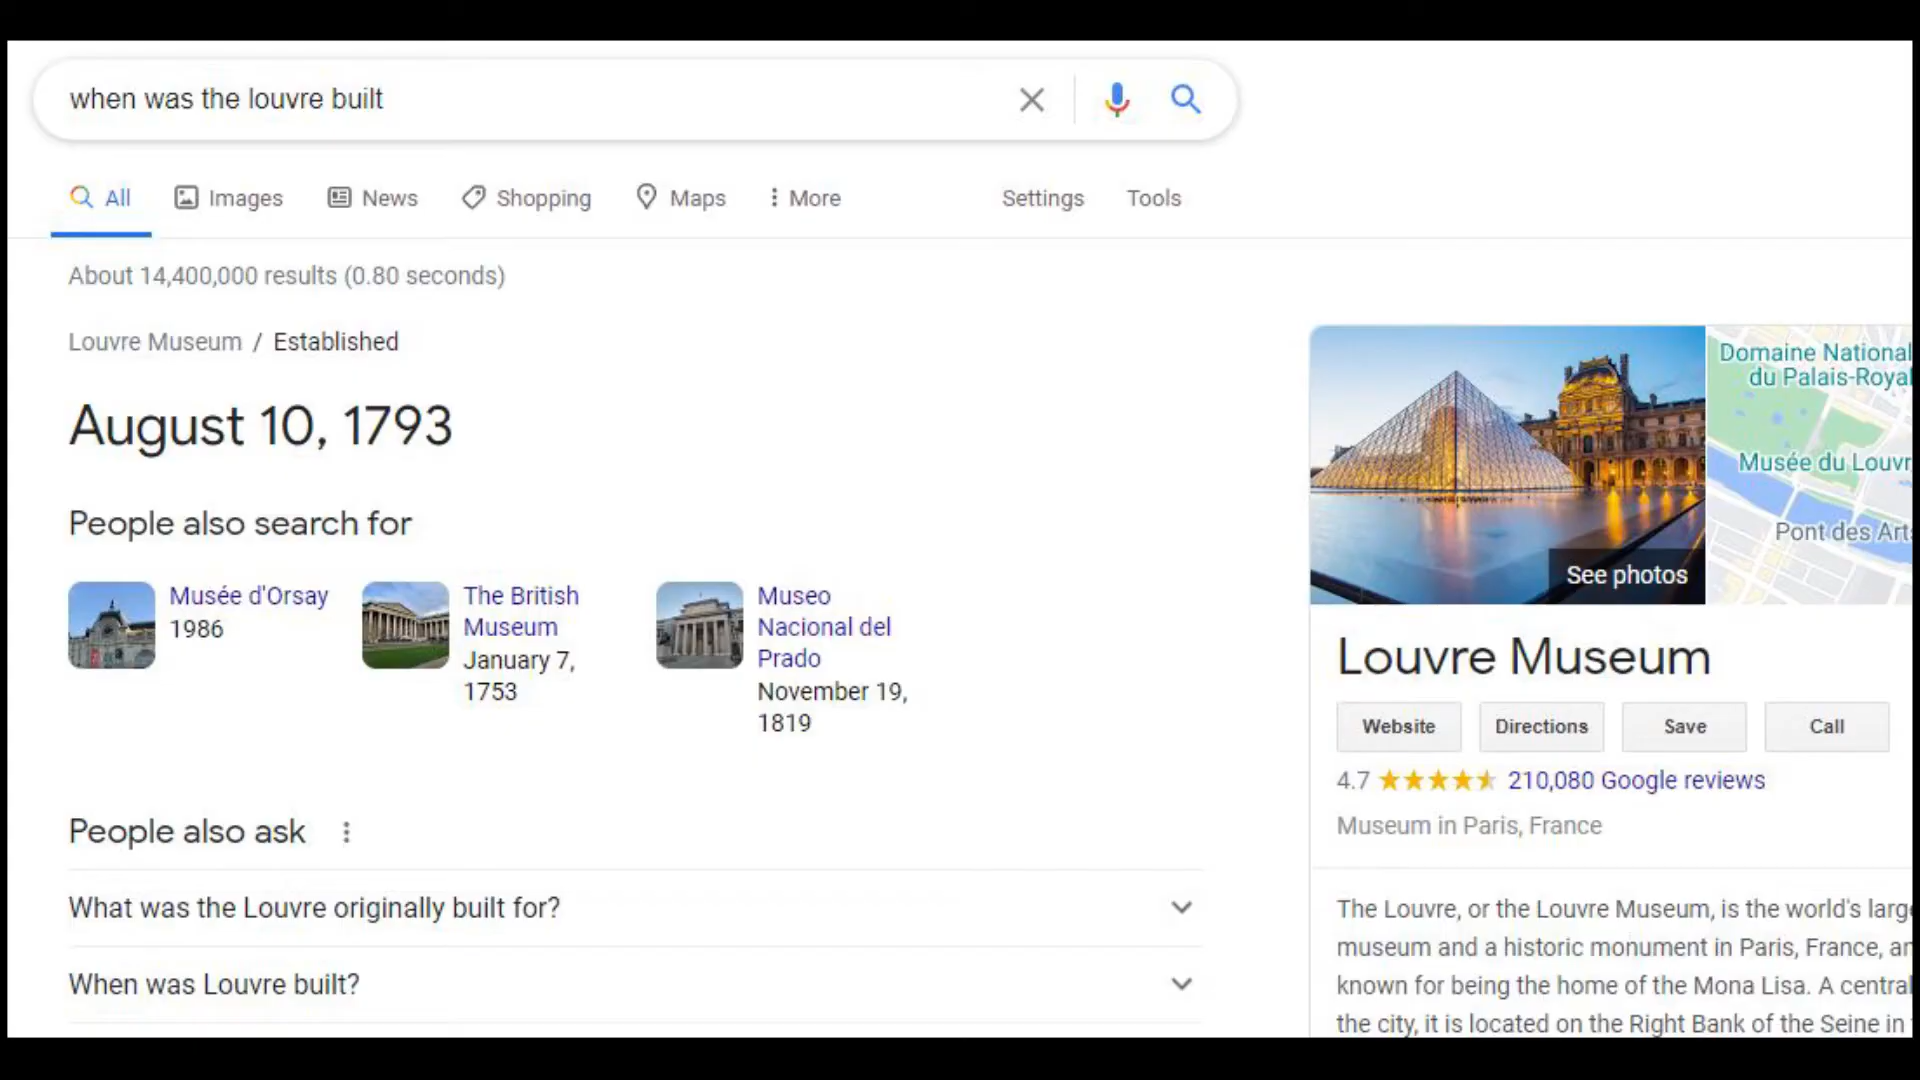 when was the louvre built
All Images News Shopping Maps More Settings Tools
About 14,400,000 results (0.80 seconds)
Louvre Museum / Established
August 10, 1793
People also search for
Musée d'Orsay
1986
The British
Museum
January 7,
1753
Museo
Nacional del
Prado
November 19,
1819
People also ask
What was the Louvre originally built for?
When was Louvre built?
Domaine National
du Palais-Royal
Musée du Louvr
Pont des Arts
See photos
Louvre Museum
Website Directions Save Call
4.7 210,080 Google reviews
Museum in Paris, France
The Louvre, or the Louvre Museum, is the world's large
museum and a historic monument in Paris, France, an
known for being the home of the Mona Lisa. A central
the city, it is located on the Right Bank of the Seine in